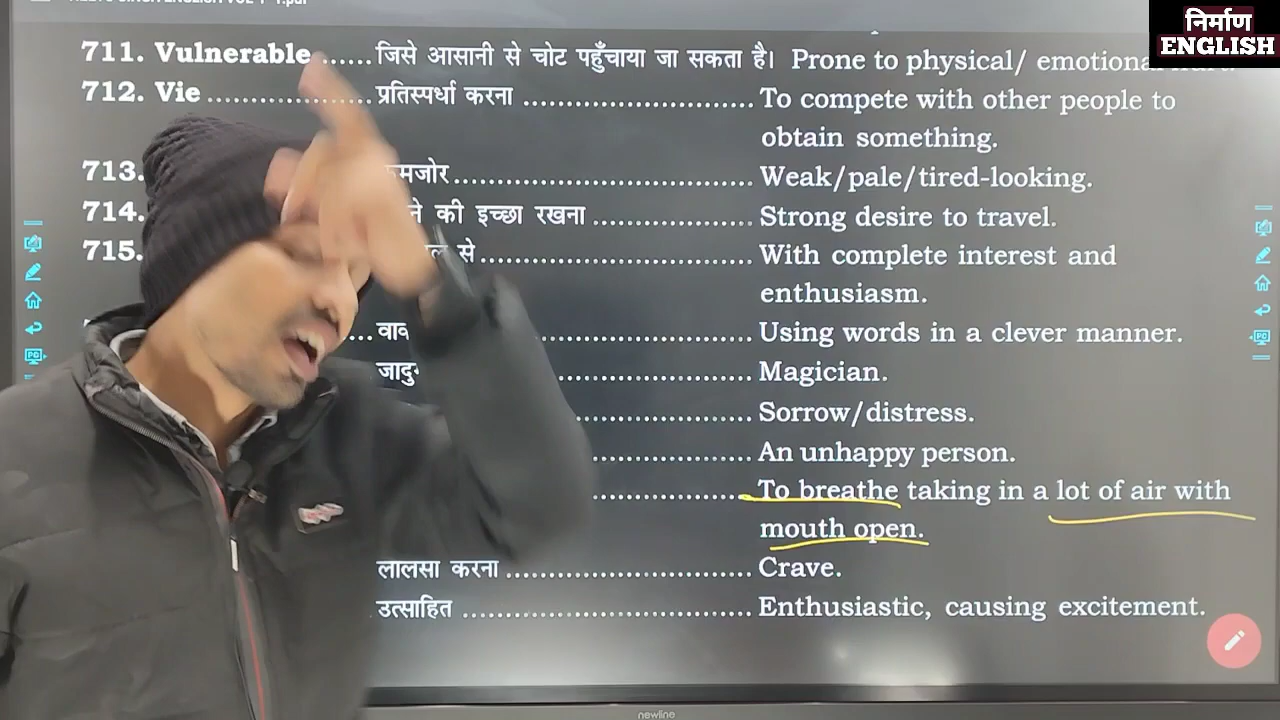 निर्माण
ENGLISH
711. Vulnerable ...... जिसे आसानी से चोट पहुँचाया जा सकता है। Prone to physical/ emotional
712. Vie .................... प्रतिस्पर्धा करना ............................ To compete with other people to
obtain something.
713. ................................... Weak/pale/tired-looking.
714. की इच्छा रखना ................... Strong desire to travel.
715. से ................................ With complete interest and
enthusiasm.
Using words in a clever manner.
Magician.
Sorrow/distress.
An unhappy person.
To breathe taking in a lot of air with
mouth open.
लालसा करना ............................. Crave.
उत्साहित ................................... Enthusiastic, causing excitement.
newline